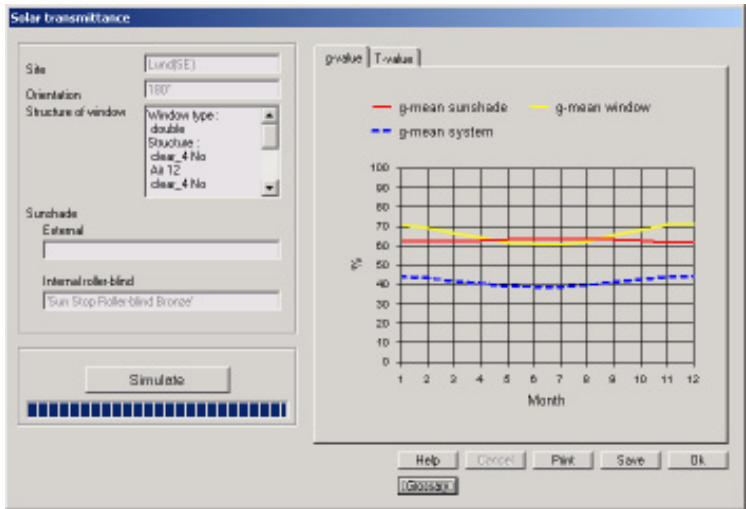 Solar transmittance
Site
Lund(SE)
Orientation
180°
Structure of window
Window type :
double
Structure :
clear_4 No
Air 12
clear_4 No
Sunshade
External
Internal roller-blind
'Sun Stop Roller-blind Bronze'
Simulate
g-value
T-value
g-mean sunshade
g-mean window
g-mean system
100
90
80
70
60
50
40
30
20
10
0
%
1 2 3 4 5 6 7 8 9 10 11 12
Month
Help
Cancel
Print
Save
Ok
Glossary